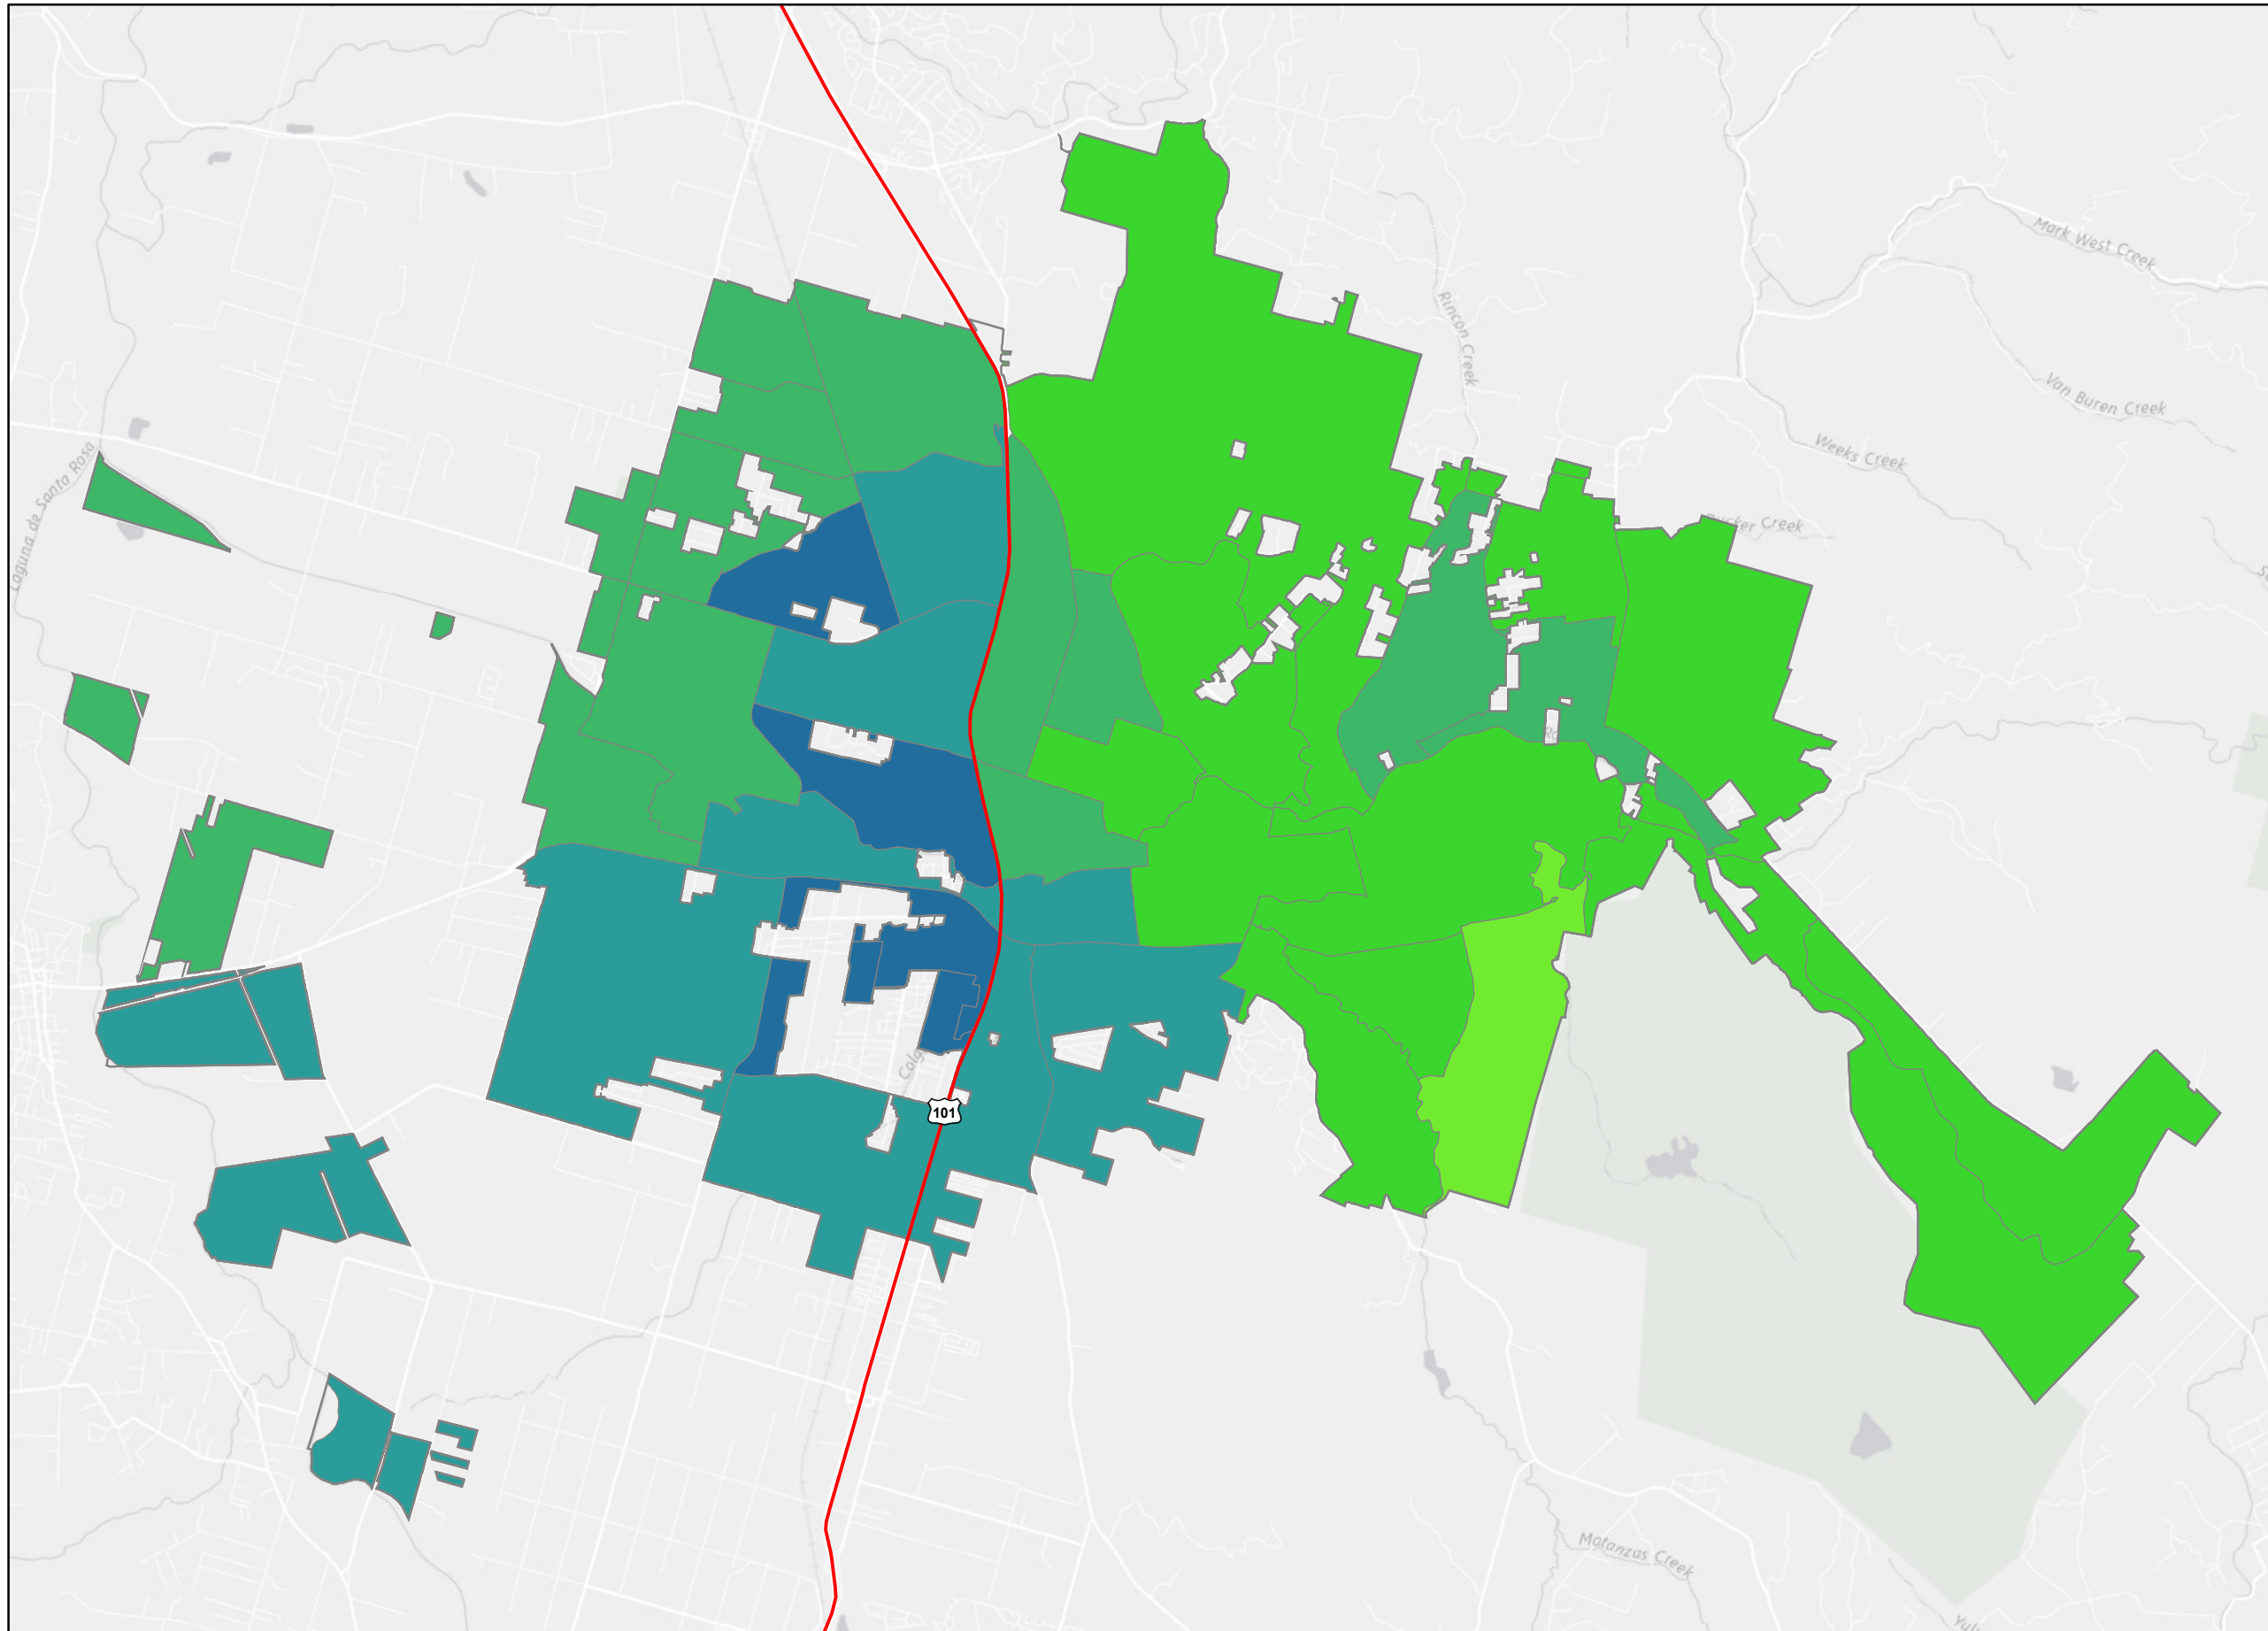 Mark West Creek
Rincon Creek
Van Buren Creek
Weeks Creek
Laguna de Santa Rosa
101
Matanzas Creek